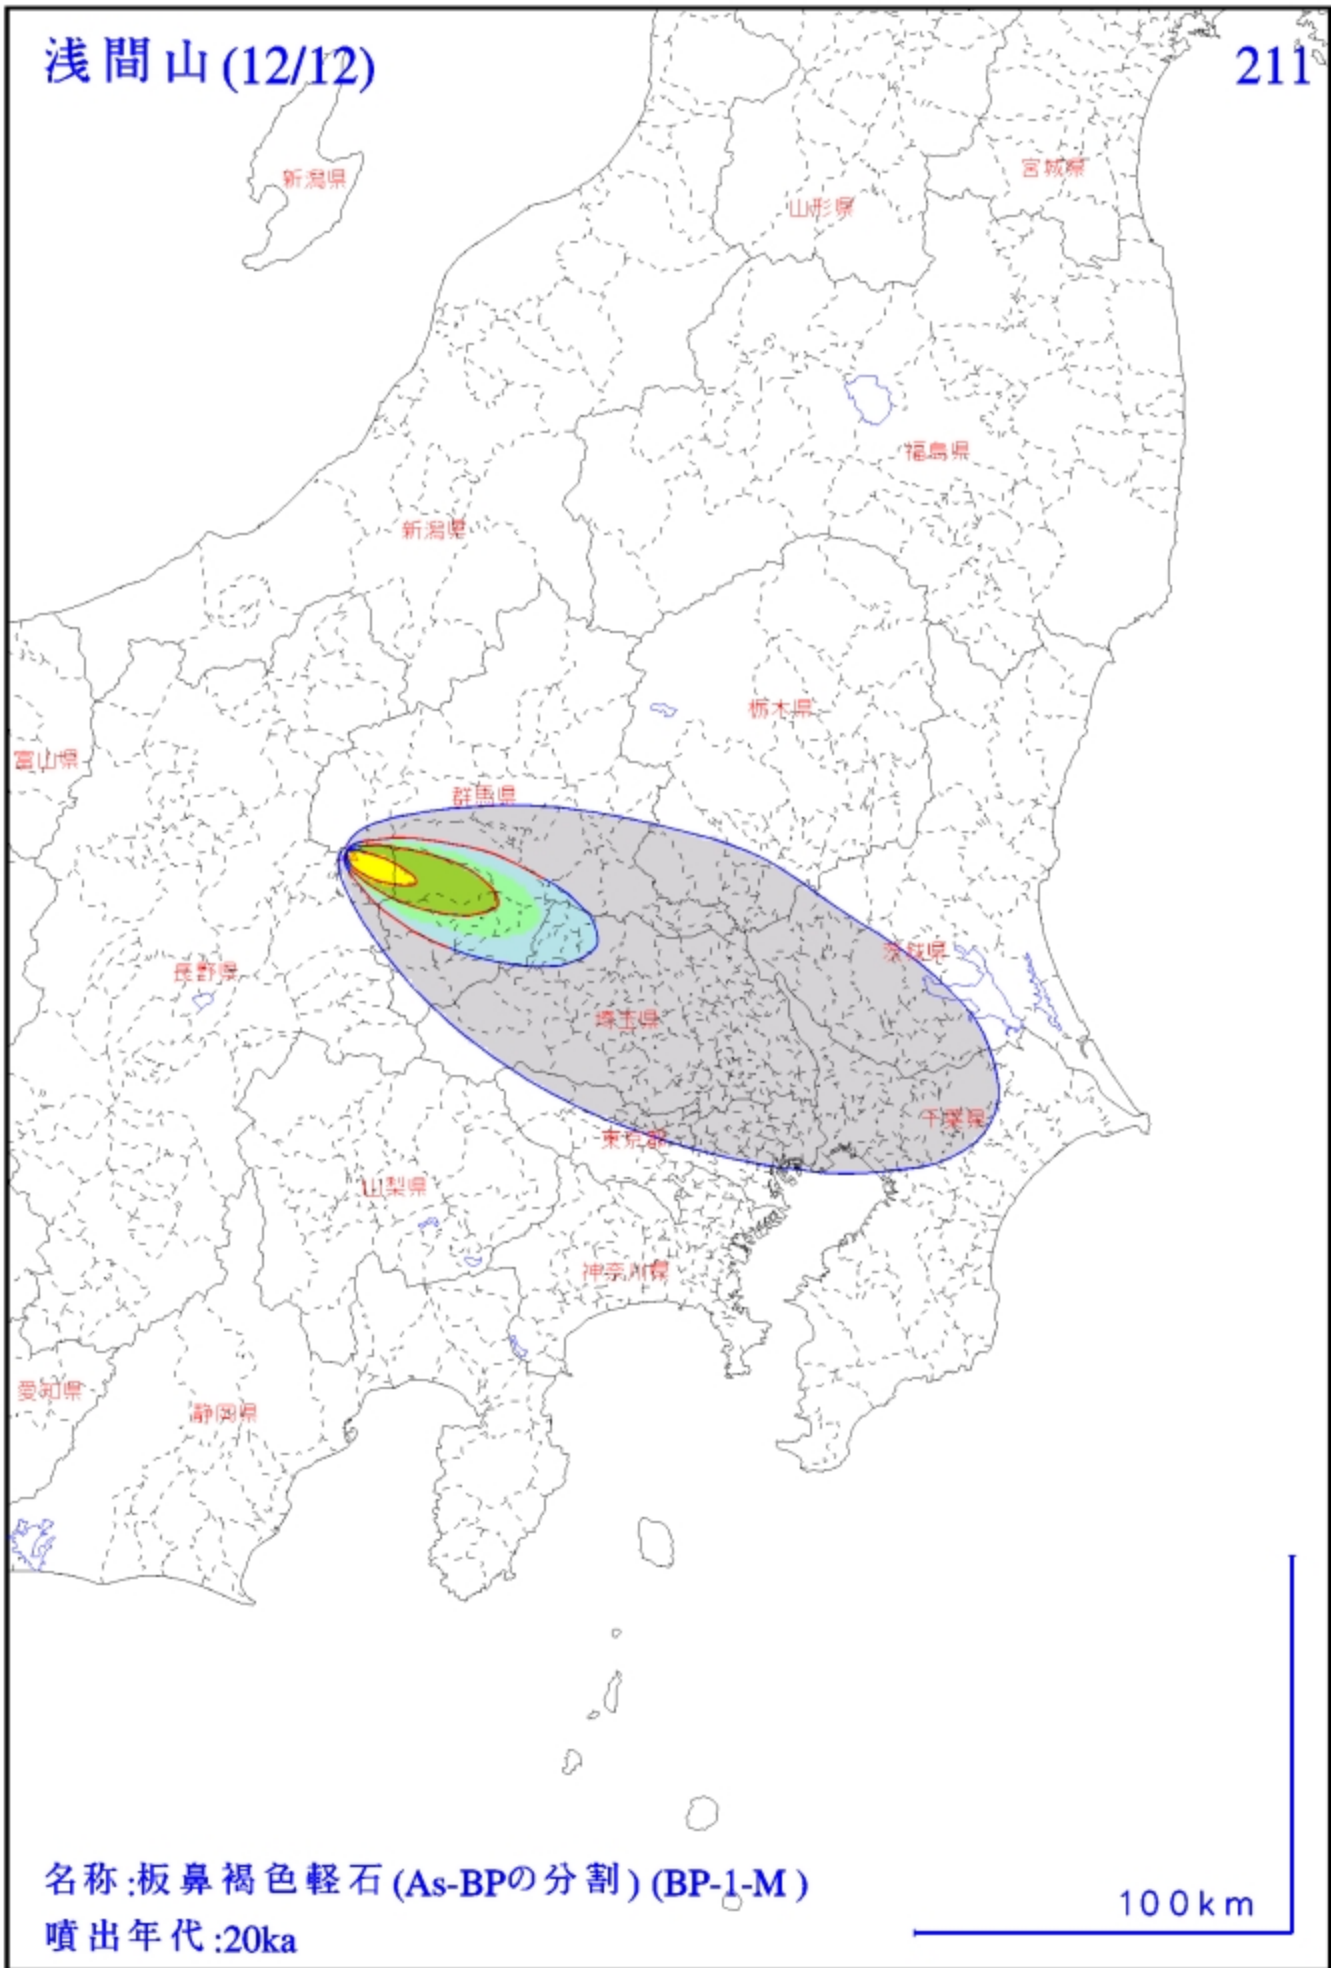 浅間山(12/12)
211
新潟県
宮城県
山形県
福島県
新潟県
栃木県
富山県
群馬県
茨城県
長野県
埼玉県
千葉県
東京都
山梨県
神奈川県
愛知県
静岡県
名称:板鼻褐色軽石(As-BPの分割)(BP-1-M)
100km
噴出年代:20ka